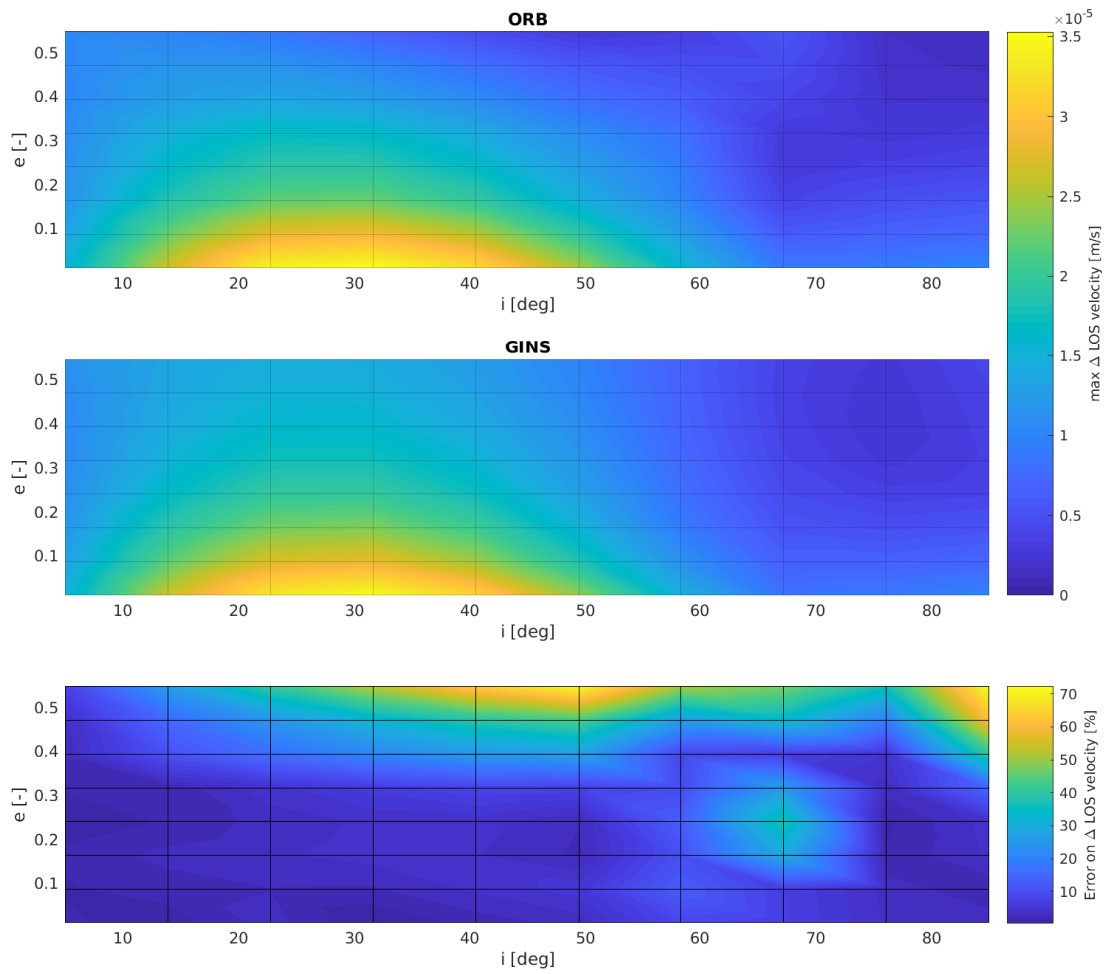 ORB
×10⁻⁵
e [-]
0.5
0.4
0.3
0.2
0.1
10 20 30 40 50 60 70 80
i [deg]
GINS
e [-]
0.5
0.4
0.3
0.2
0.1
10 20 30 40 50 60 70 80
i [deg]
3.5
3
2.5
2
1.5
1
0.5
0
max Δ LOS velocity [m/s]
e [-]
0.5
0.4
0.3
0.2
0.1
10 20 30 40 50 60 70 80
i [deg]
70
60
50
40
30
20
10
Error on Δ LOS velocity [%]